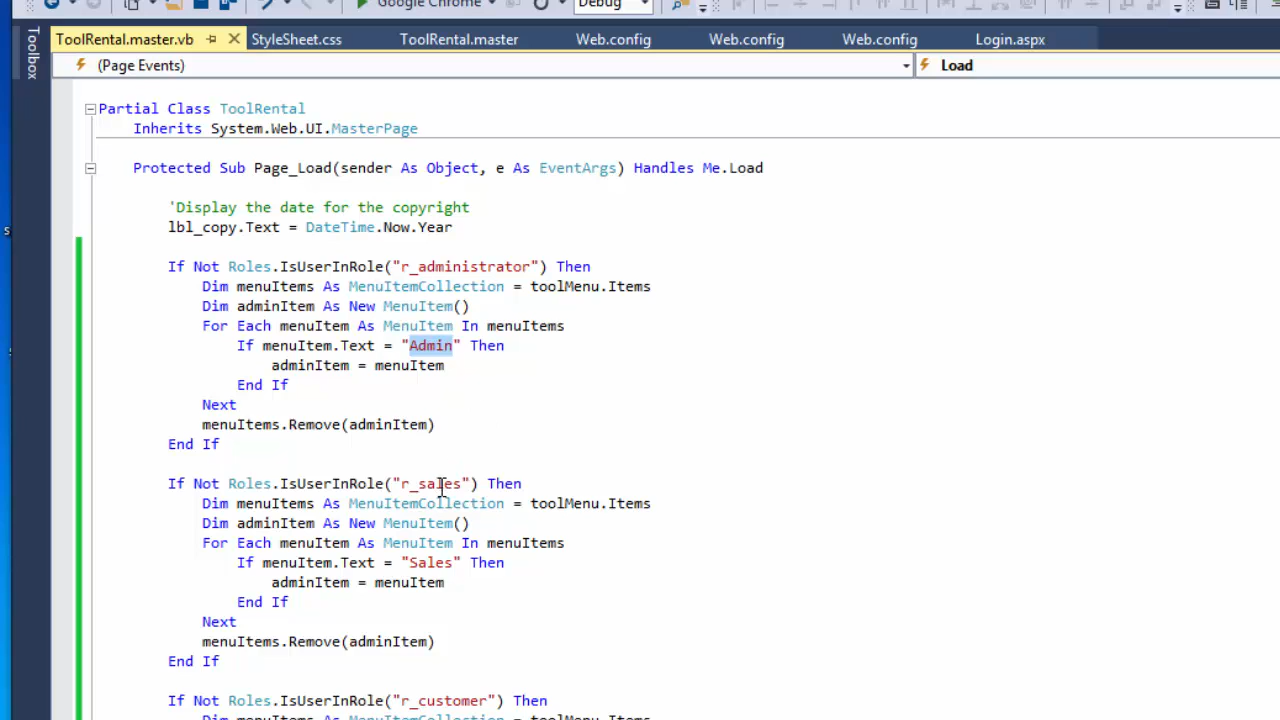 Google Chrome
Debug
Toolbox
ToolRental.master.vb StyleSheet.css ToolRental.master Web.config Web.config Web.config Login.aspx
(Page Events) Load
Partial Class ToolRental
Inherits System.Web.UI.MasterPage
Protected Sub Page_Load(sender As Object, e As EventArgs) Handles Me.Load
'Display the date for the copyright
lbl_copy.Text = DateTime.Now.Year
If Not Roles.IsUserInRole("r_administrator") Then
Dim menuItems As MenuItemCollection = toolMenu.Items
Dim adminItem As New MenuItem()
For Each menuItem As MenuItem In menuItems
If menuItem.Text = "Admin" Then
adminItem = menuItem
End If
Next
menuItems.Remove(adminItem)
End If
If Not Roles.IsUserInRole("r_sales") Then
Dim menuItems As MenuItemCollection = toolMenu.Items
Dim adminItem As New MenuItem()
For Each menuItem As MenuItem In menuItems
If menuItem.Text = "Sales" Then
adminItem = menuItem
End If
Next
menuItems.Remove(adminItem)
End If
If Not Roles.IsUserInRole("r_customer") Then
Dim menuItems As MenuItemCollection = toolMenu.Items